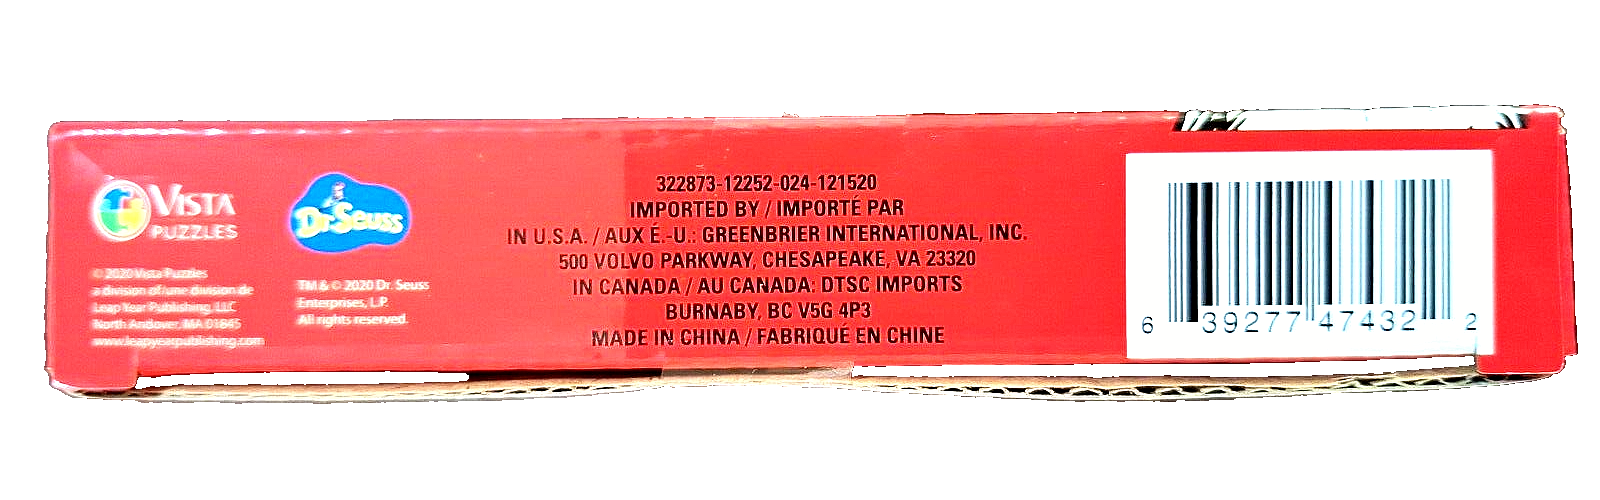 VISTA
PUZZLES
© 2020 Vista Puzzles
a division of/une division de
Leap Year Publishing, LLC
North Andover, MA 01845
www.leapyearpublishing.com
Dr. Seuss
TM & © 2020 Dr. Seuss
Enterprises, L.P.
All rights reserved.
322873-12252-024-121520
IMPORTED BY / IMPORTÉ PAR
IN U.S.A. / AUX É.-U.: GREENBRIER INTERNATIONAL, INC.
500 VOLVO PARKWAY, CHESAPEAKE, VA 23320
IN CANADA / AU CANADA: DTSC IMPORTS
BURNABY, BC V5G 4P3
MADE IN CHINA / FABRIQUÉ EN CHINE
6 39277 47432 2